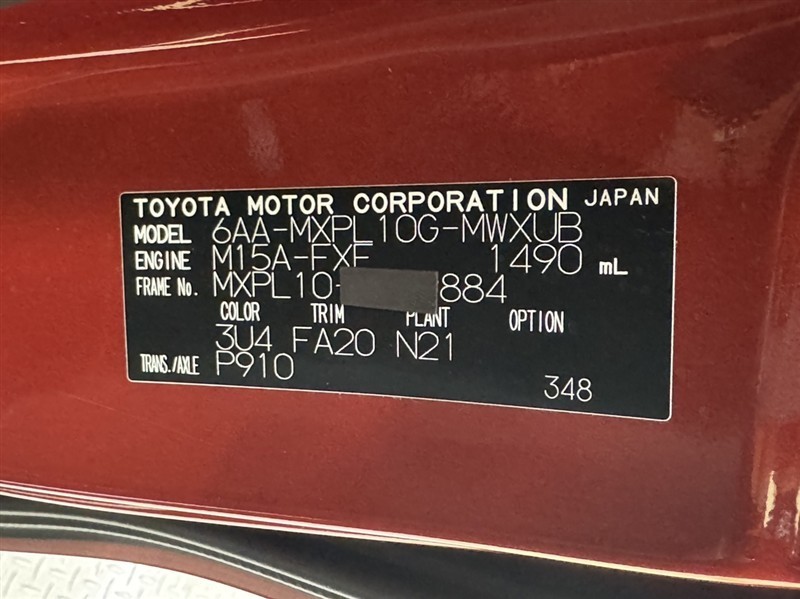 TOYOTA MOTOR CORPORATION JAPAN
MODEL 6AA-MXPL10G-MWXUB
ENGINE M15A-FXE 1490 mL
FRAME No. MXPL10- 884
COLOR TRIM PLANT OPTION
3U4 FA20 N21
TRANS./AXLE P910
348